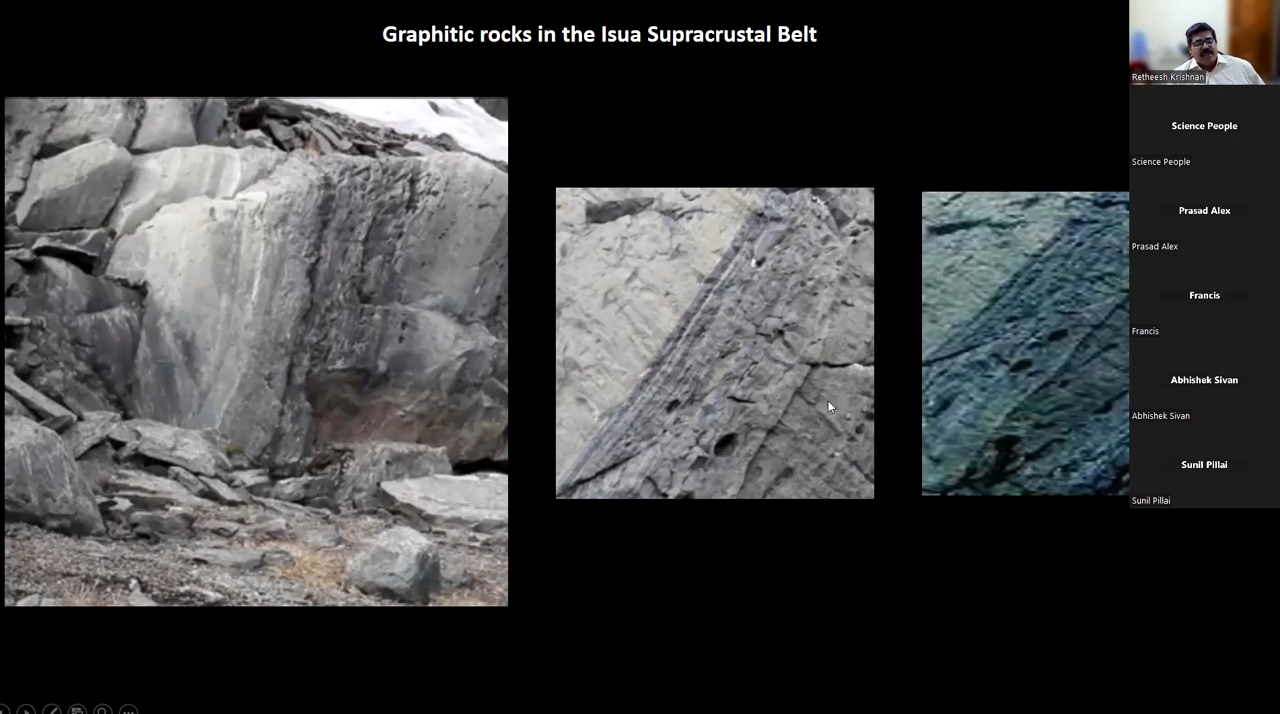 Graphitic rocks in the Isua Supracrustal Belt
Retheesh Krishnan
Science People
Science People
Prasad Alex
Prasad Alex
Francis
Francis
Abhishek Sivan
Abhishek Sivan
Sunil Pillai
Sunil Pillai